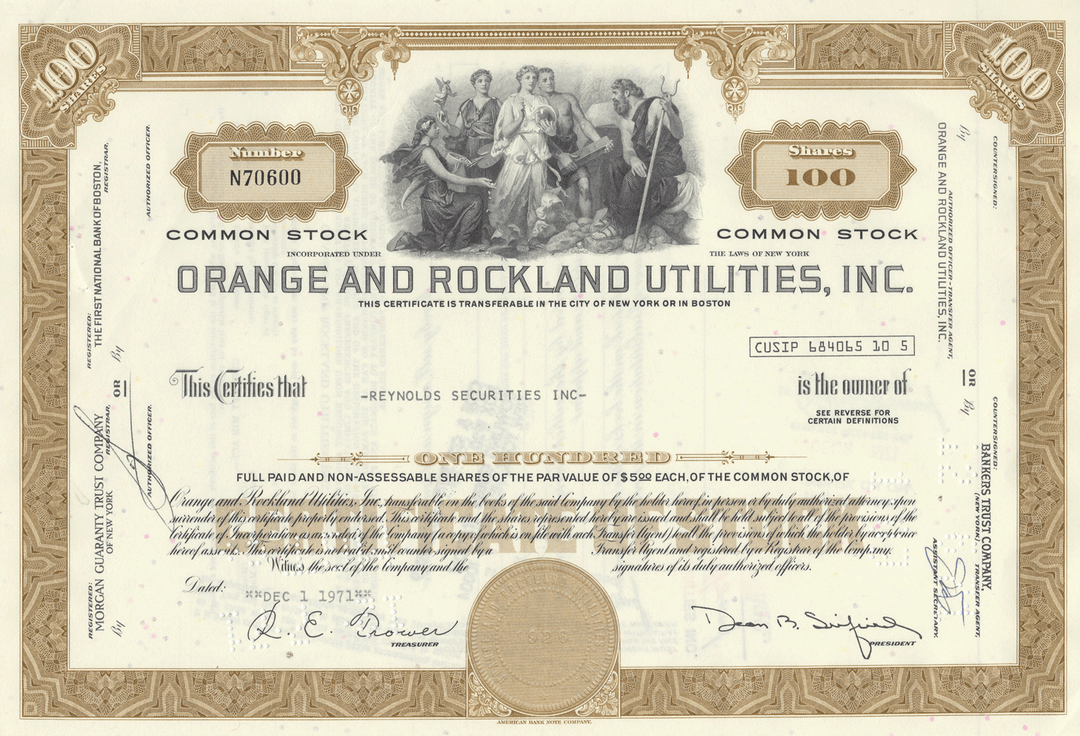 100
SHARES
100
SHARES
Number
N70600
Shares
100
COMMON STOCK
COMMON STOCK
INCORPORATED UNDER
THE LAWS OF NEW YORK
ORANGE AND ROCKLAND UTILITIES, INC.
THIS CERTIFICATE IS TRANSFERABLE IN THE CITY OF NEW YORK OR IN BOSTON
CUSIP 684065 10 5
This Certifies that
-REYNOLDS SECURITIES INC-
is the owner of
SEE REVERSE FOR
CERTAIN DEFINITIONS
ONE HUNDRED
FULL PAID AND NON-ASSESSABLE SHARES OF THE PAR VALUE OF $5.00 EACH, OF THE COMMON STOCK, OF
Orange and Rockland Utilities, Inc., transferable on the books of the said Company by the holder hereof in person or by duly authorized attorney, upon
surrender of this certificate properly endorsed. This certificate and the shares represented hereby are issued and shall be held subject to all of the provisions of the
Certificate of Incorporation as amended of the Company (a copy of which is on file with each Transfer Agent) to all the provisions of which the holder by acceptance
hereof assents. This certificate is not valid until countersigned by a Transfer Agent and registered by a Registrar of the Company.
Witness the seal of the Company and the signatures of its duly authorized officers.
Dated:
**DEC 1 1971**
R. E. Trower
TREASURER
PRESIDENT
AMERICAN BANK NOTE COMPANY.
REGISTERED:
THE FIRST NATIONAL BANK OF BOSTON,
REGISTRAR,
By
AUTHORIZED OFFICER.
OR
REGISTERED:
MORGAN GUARANTY TRUST COMPANY
OF NEW YORK
REGISTRAR,
By
AUTHORIZED OFFICER.
COUNTERSIGNED:
ORANGE AND ROCKLAND UTILITIES, INC.
TRANSFER AGENT,
By
AUTHORIZED OFFICER-
ORANGE AND ROCKLAND UTILITIES, INC.
OR
COUNTERSIGNED:
BANKERS TRUST COMPANY,
(NEW YORK) TRANSFER AGENT,
By
ASSISTANT SECRETARY.